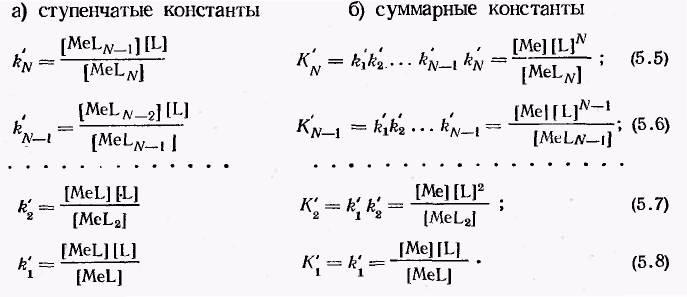 а) ступенчатые константы б) суммарные константы
k′_N = [MeL_{N—1}] [L] / [MeL_N] K′_N = k′_1 k′_2 ... k′_{N—1} k′_N = [Me] [L]^N / [MeL_N] ; (5.5)
k′_{N—1} = [MeL_{N—2}] [L] / [MeL_{N—1}] K′_{N—1} = k′_1 k′_2 ... k′_{N—1} = [Me] [L]^{N—1} / [MeL_{N—1}] ; (5.6)
. . . . . . . . . . . . . . . . . . . . . . . . . . . . .
k′_2 = [MeL] [L] / [MeL_2] K′_2 = k′_1 k′_2 = [Me] [L]^2 / [MeL_2] ; (5.7)
k′_1 = [MeL] [L] / [MeL] K′_1 = k′_1 = [Me] [L] / [MeL] . (5.8)